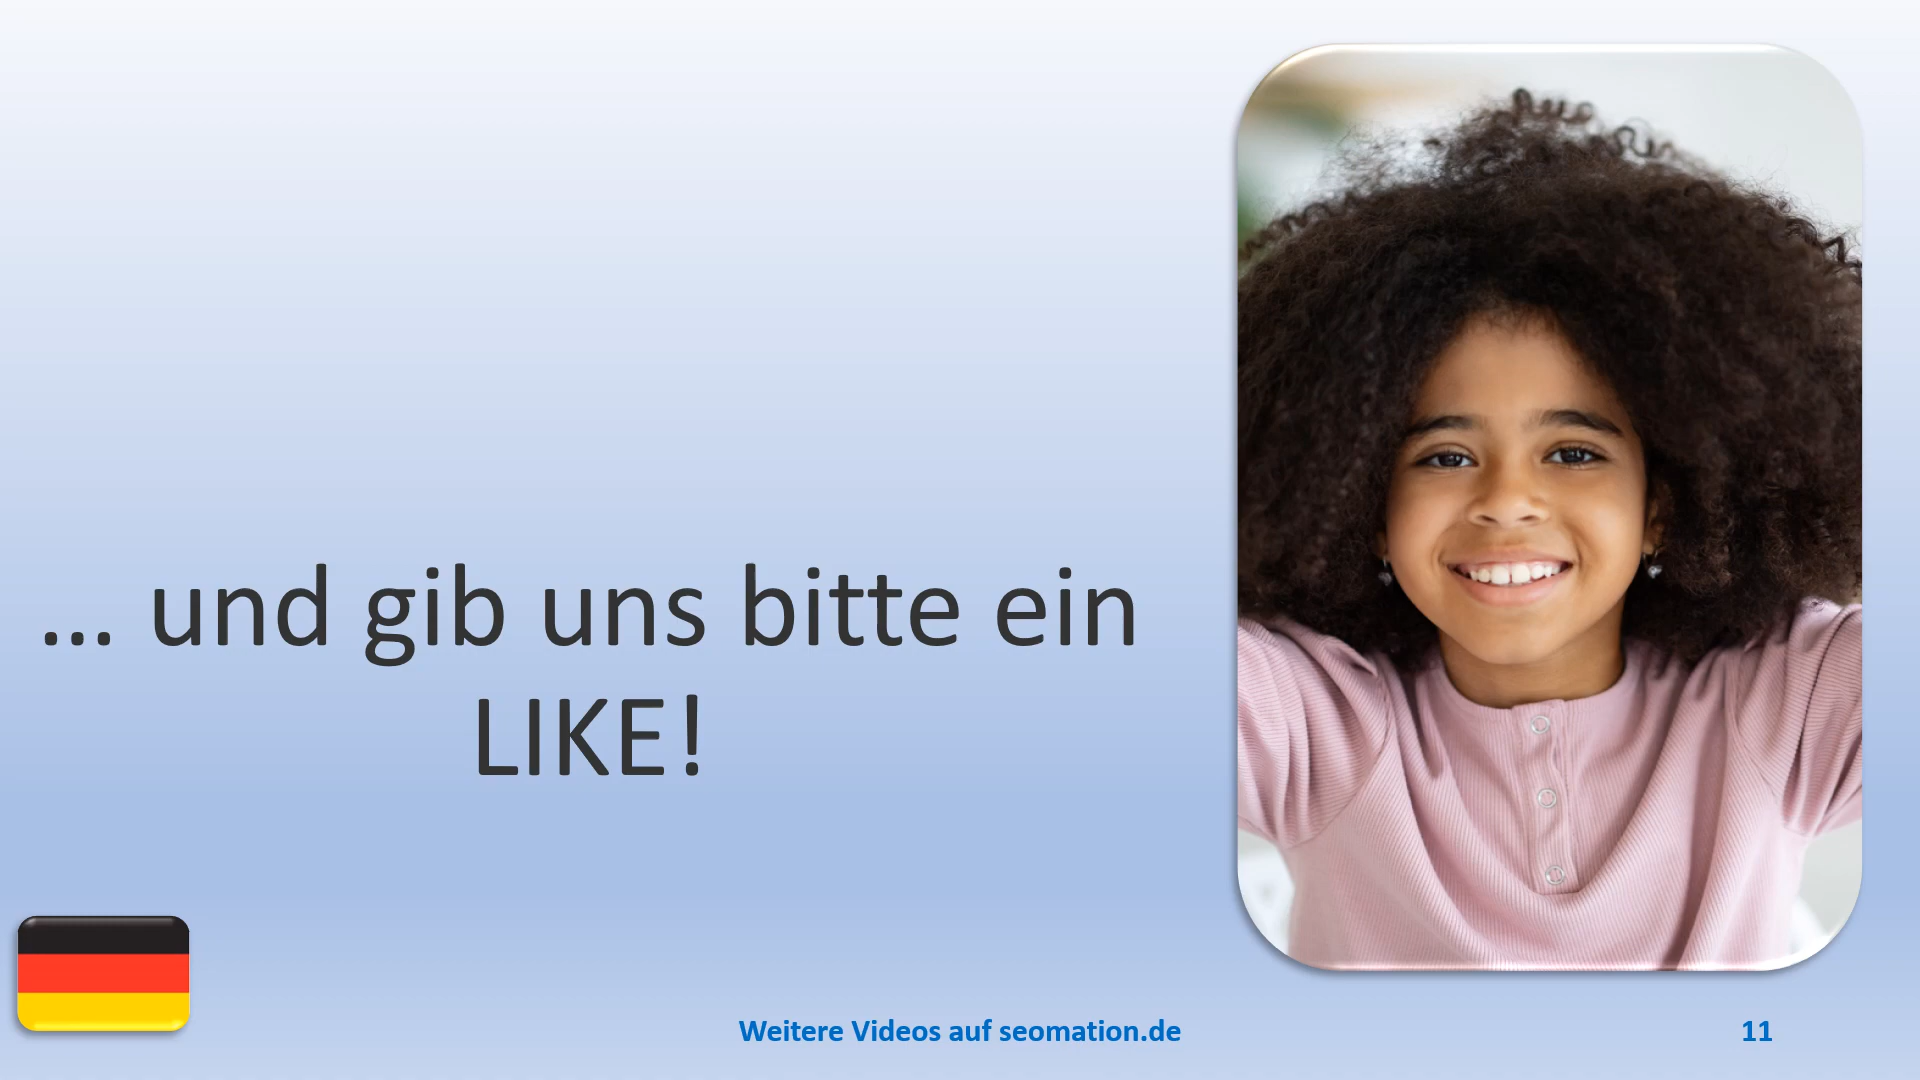 ... und gib uns bitte ein
LIKE!
Weitere Videos auf seomation.de
11